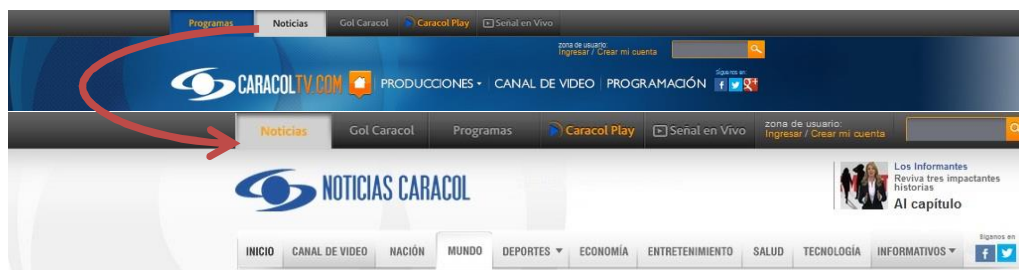 Programas Noticias Gol Caracol Caracol Play Señal en Vivo
zona de usuario:
Ingresar / Crear mi cuenta
CARACOLTV.COM PRODUCCIONES CANAL DE VIDEO PROGRAMACIÓN
Síganos en
Noticias Gol Caracol Programas Caracol Play Señal en Vivo
zona de usuario:
Ingresar / Crear mi cuenta
NOTICIAS CARACOL
Los Informantes
Reviva tres impactantes
historias
Al capítulo
Síganos en
INICIO CANAL DE VIDEO NACIÓN MUNDO DEPORTES ECONOMÍA ENTRETENIMIENTO SALUD TECNOLOGÍA INFORMATIVOS